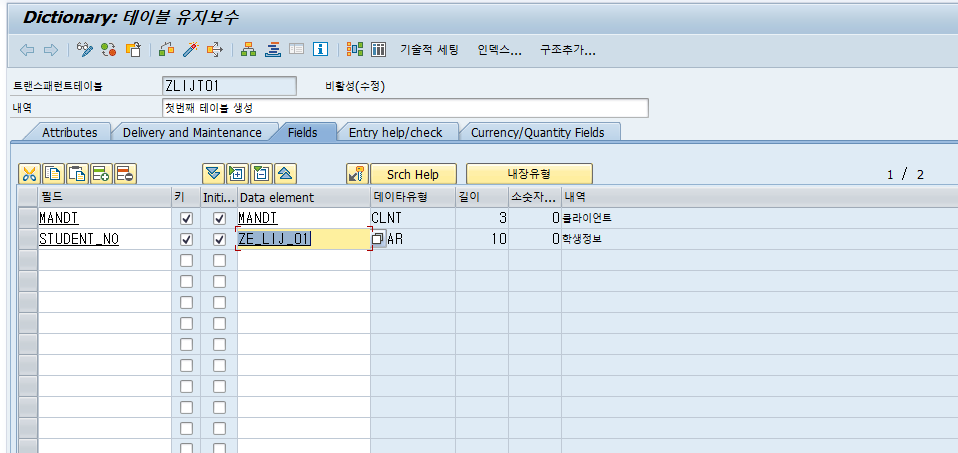 Dictionary: 테이블 유지보수
기술적 세팅 인덱스... 구조추가...
트랜스패런트테이블 ZLIJT01 비활성(수정)
내역 첫번째 테이블 생성
Attributes Delivery and Maintenance Fields Entry help/check Currency/Quantity Fields
Srch Help 내장유형 1 / 2
필드 키 Initi... Data element 데이타유형 길이 소숫자... 내역
MANDT MANDT CLNT 3 0 클라이언트
STUDENT_NO ZE_LIJ_01 AR 10 0 학생정보